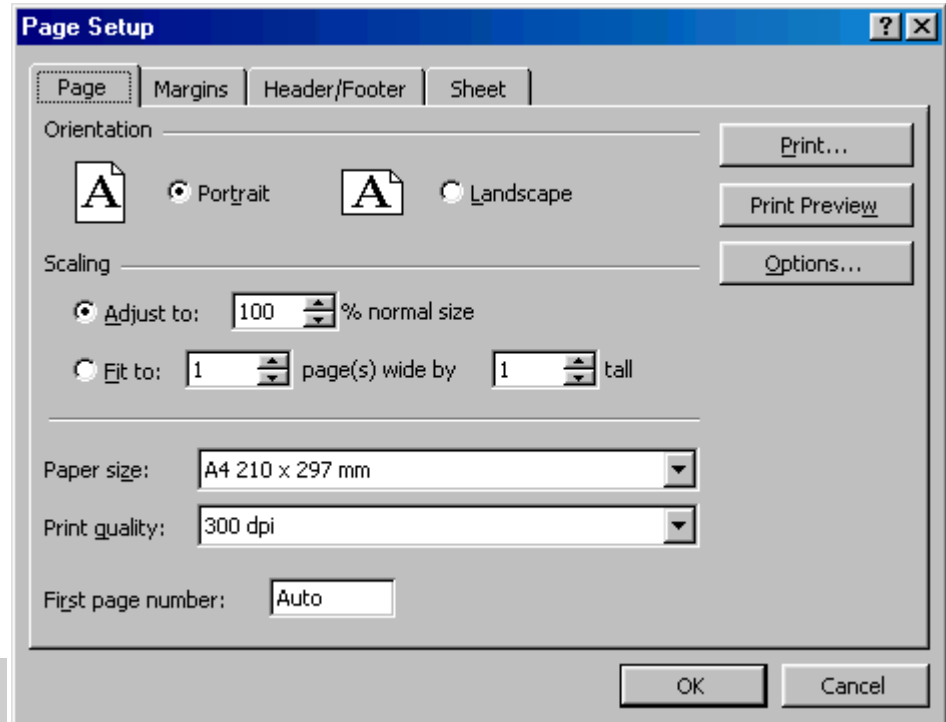 Page Setup
Page Margins Header/Footer Sheet
Orientation
A Portrait A Landscape
Scaling
Adjust to: 100 % normal size
Fit to: 1 page(s) wide by 1 tall
Paper size: A4 210 x 297 mm
Print quality: 300 dpi
First page number: Auto
Print...
Print Preview
Options...
OK Cancel